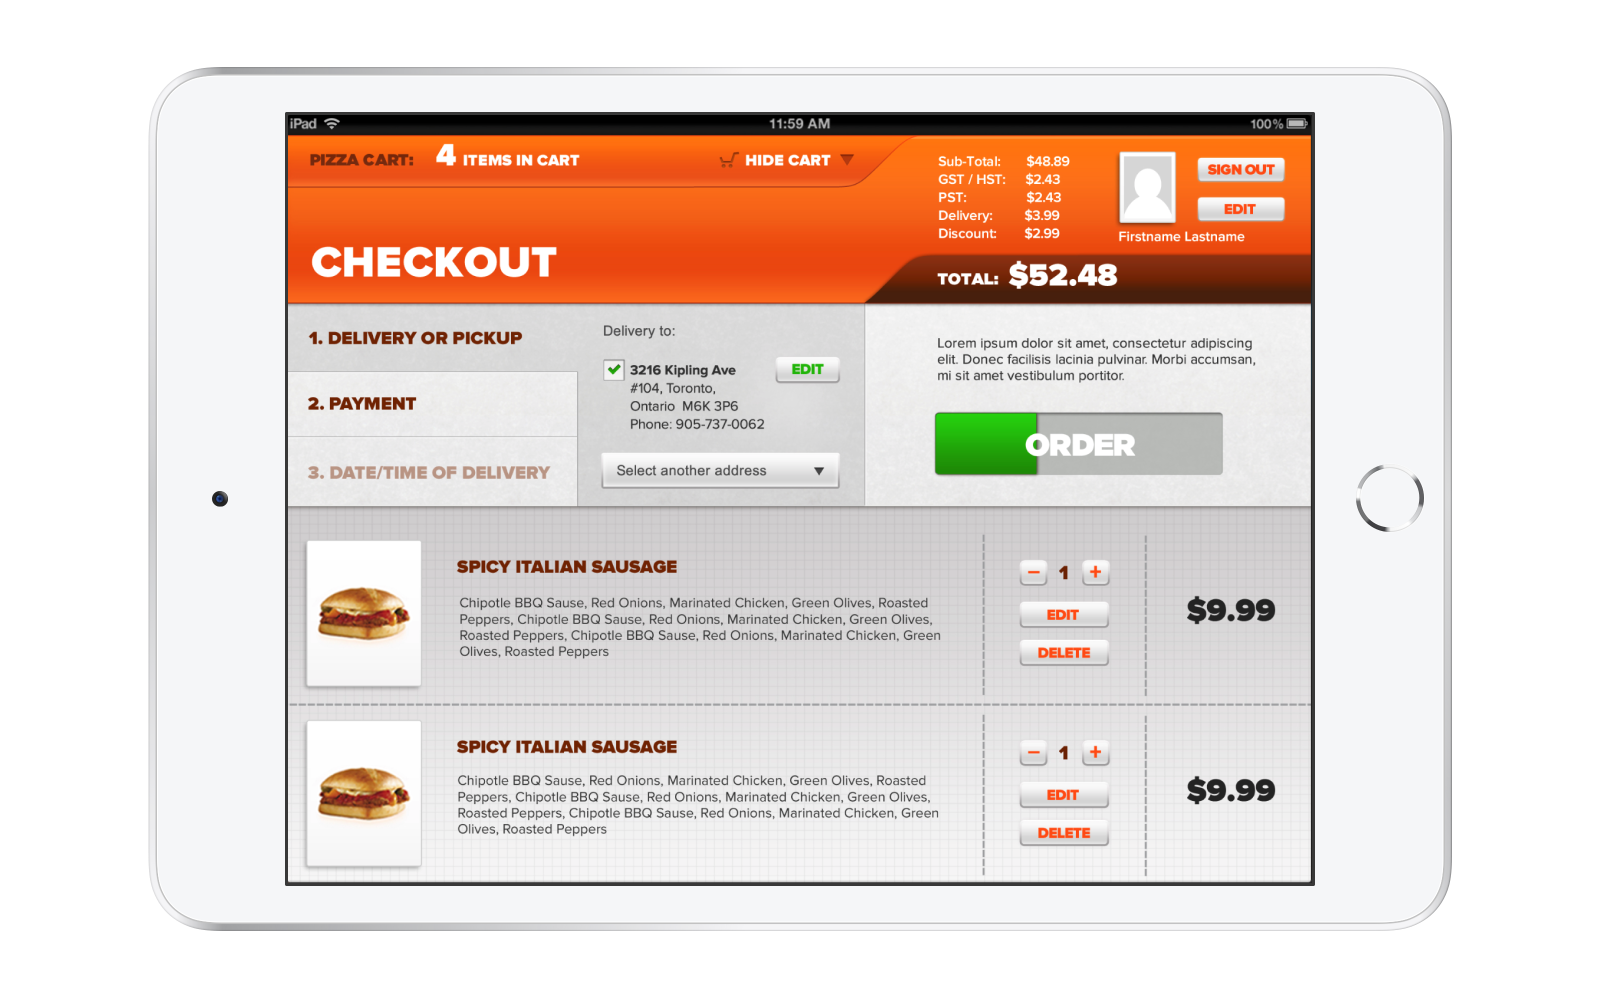 iPad
11:59 AM
100%
PIZZA CART: 4 ITEMS IN CART
HIDE CART
CHECKOUT
Sub-Total: $48.89
GST / HST: $2.43
PST: $2.43
Delivery: $3.99
Discount: $2.99
SIGN OUT
EDIT
Firstname Lastname
TOTAL: $52.48
1. DELIVERY OR PICKUP
2. PAYMENT
3. DATE/TIME OF DELIVERY
Delivery to:
3216 Kipling Ave
#104, Toronto,
Ontario M6K 3P6
Phone: 905-737-0062
EDIT
Select another address
Lorem ipsum dolor sit amet, consectetur adipiscing
elit. Donec facilisis lacinia pulvinar. Morbi accumsan,
mi sit amet vestibulum portitor.
ORDER
SPICY ITALIAN SAUSAGE
Chipotle BBQ Sause, Red Onions, Marinated Chicken, Green Olives, Roasted
Peppers, Chipotle BBQ Sause, Red Onions, Marinated Chicken, Green Olives,
Roasted Peppers, Chipotle BBQ Sause, Red Onions, Marinated Chicken, Green
Olives, Roasted Peppers
− 1 +
EDIT
DELETE
$9.99
SPICY ITALIAN SAUSAGE
Chipotle BBQ Sause, Red Onions, Marinated Chicken, Green Olives, Roasted
Peppers, Chipotle BBQ Sause, Red Onions, Marinated Chicken, Green Olives,
Roasted Peppers, Chipotle BBQ Sause, Red Onions, Marinated Chicken, Green
Olives, Roasted Peppers
− 1 +
EDIT
DELETE
$9.99